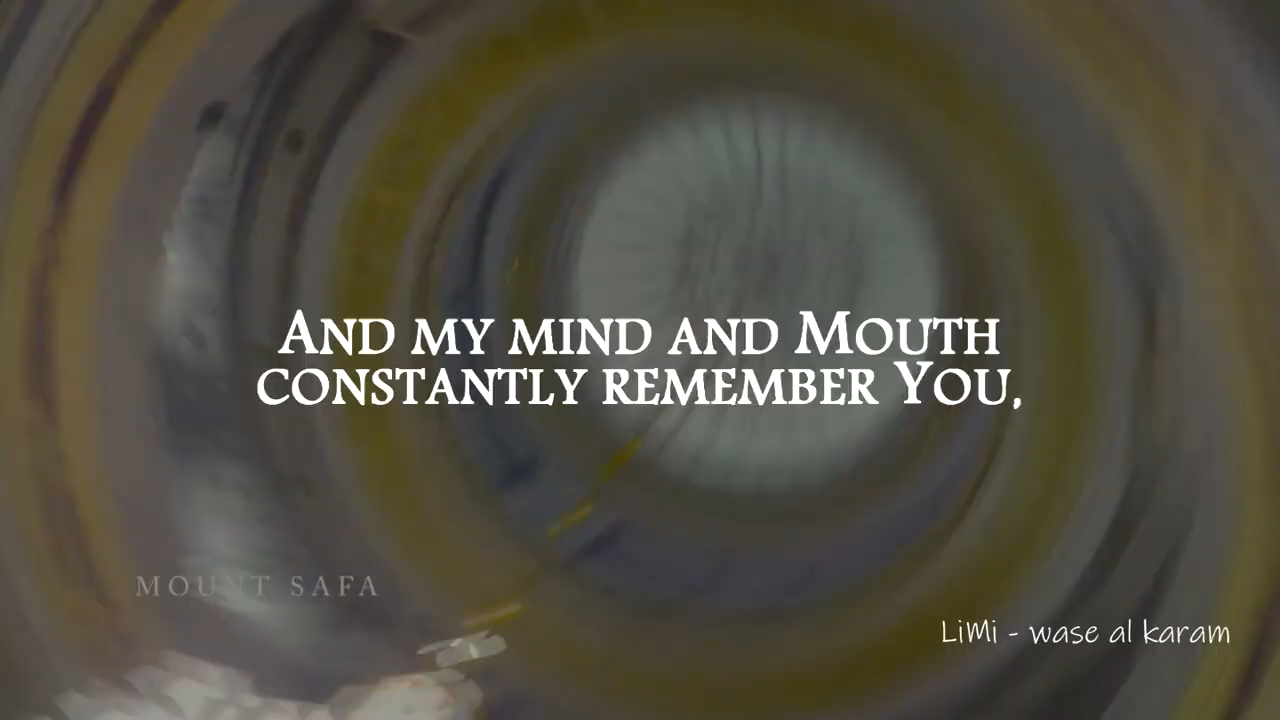 And my mind and Mouth
constantly remember You,
MOUNT SAFA
LiMi - wase al karam